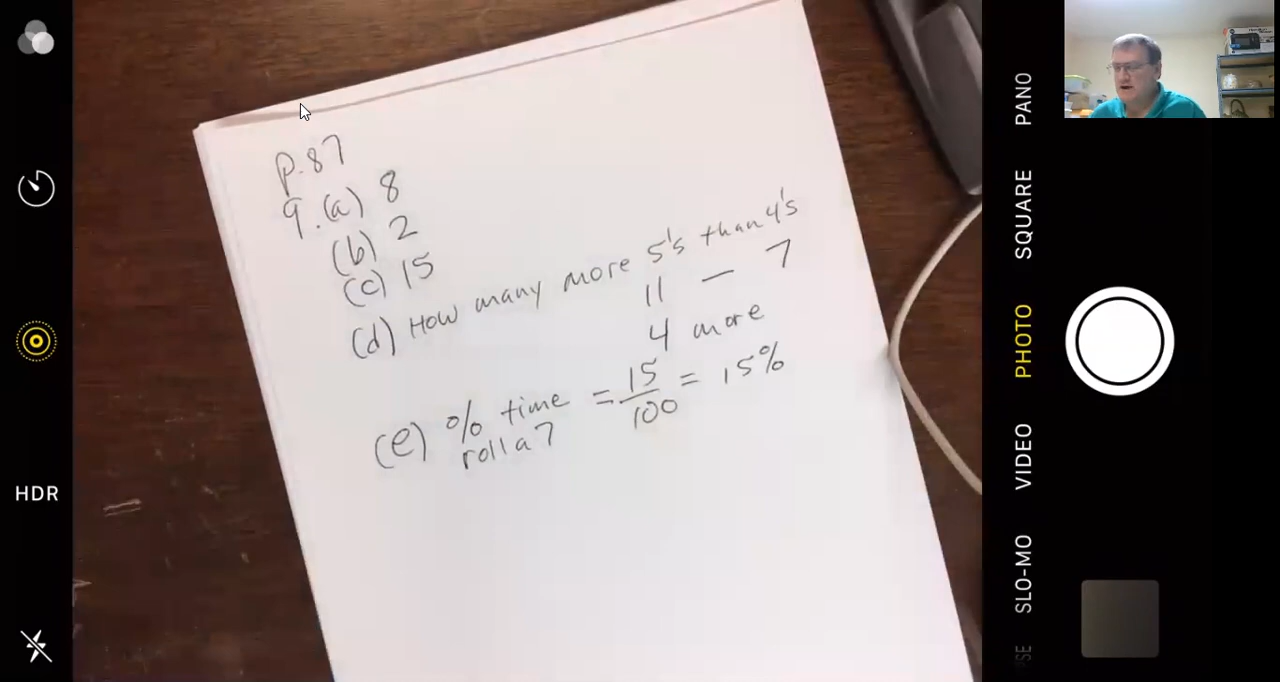 p.87
9. (a) 8
(b) 2
(c) 15
(d) How many more 5's than 4's
11 — 7
4 more
(e) % time = 15/100 = 15%
roll a 7
HDR
PANO
SQUARE
PHOTO
VIDEO
SLO-MO
SE